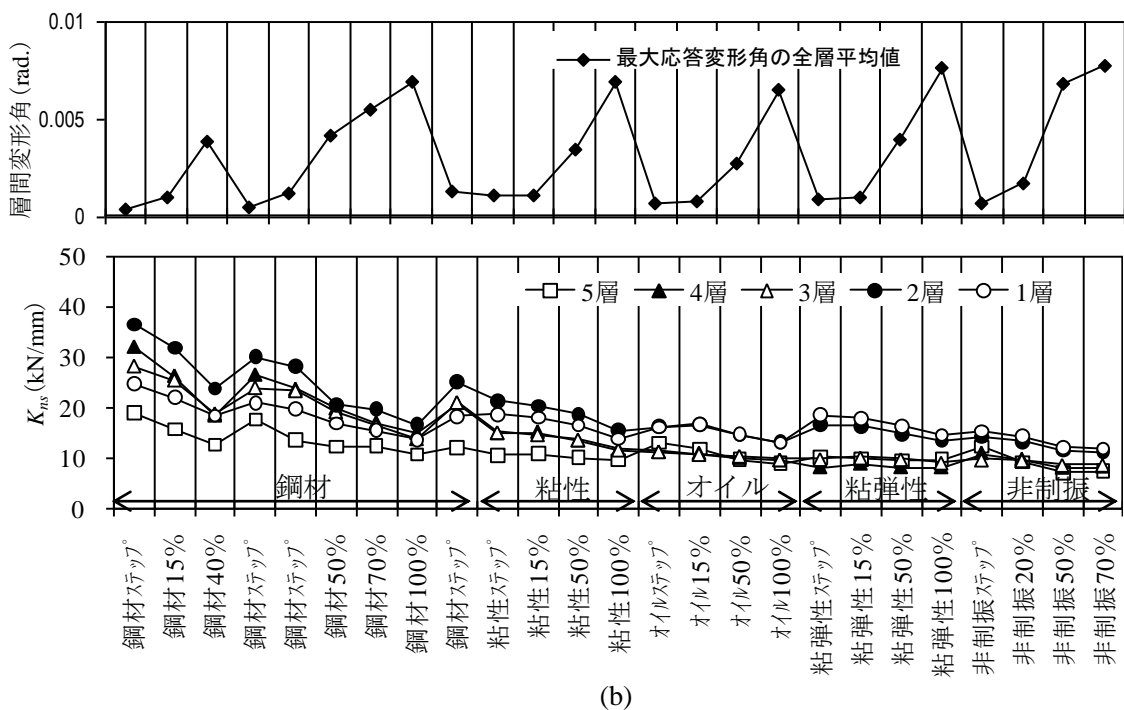 0.01
0.005
0
層間変形角 (rad.)
最大応答変形角の全層平均値
50
40
30
20
10
0
Kns (kN/mm)
5層 4層 3層 2層 1層
鋼材 粘性 オイル 粘弾性 非制振
鋼材ｽﾃｯﾌﾟ
鋼材15%
鋼材40%
鋼材ｽﾃｯﾌﾟ
鋼材ｽﾃｯﾌﾟ
鋼材50%
鋼材70%
鋼材100%
鋼材ｽﾃｯﾌﾟ
粘性ｽﾃｯﾌﾟ
粘性15%
粘性50%
粘性100%
ｵｲﾙｽﾃｯﾌﾟ
ｵｲﾙ15%
ｵｲﾙ50%
ｵｲﾙ100%
粘弾性ｽﾃｯﾌﾟ
粘弾性15%
粘弾性50%
粘弾性100%
非制振ｽﾃｯﾌﾟ
非制振20%
非制振50%
非制振70%
(b)